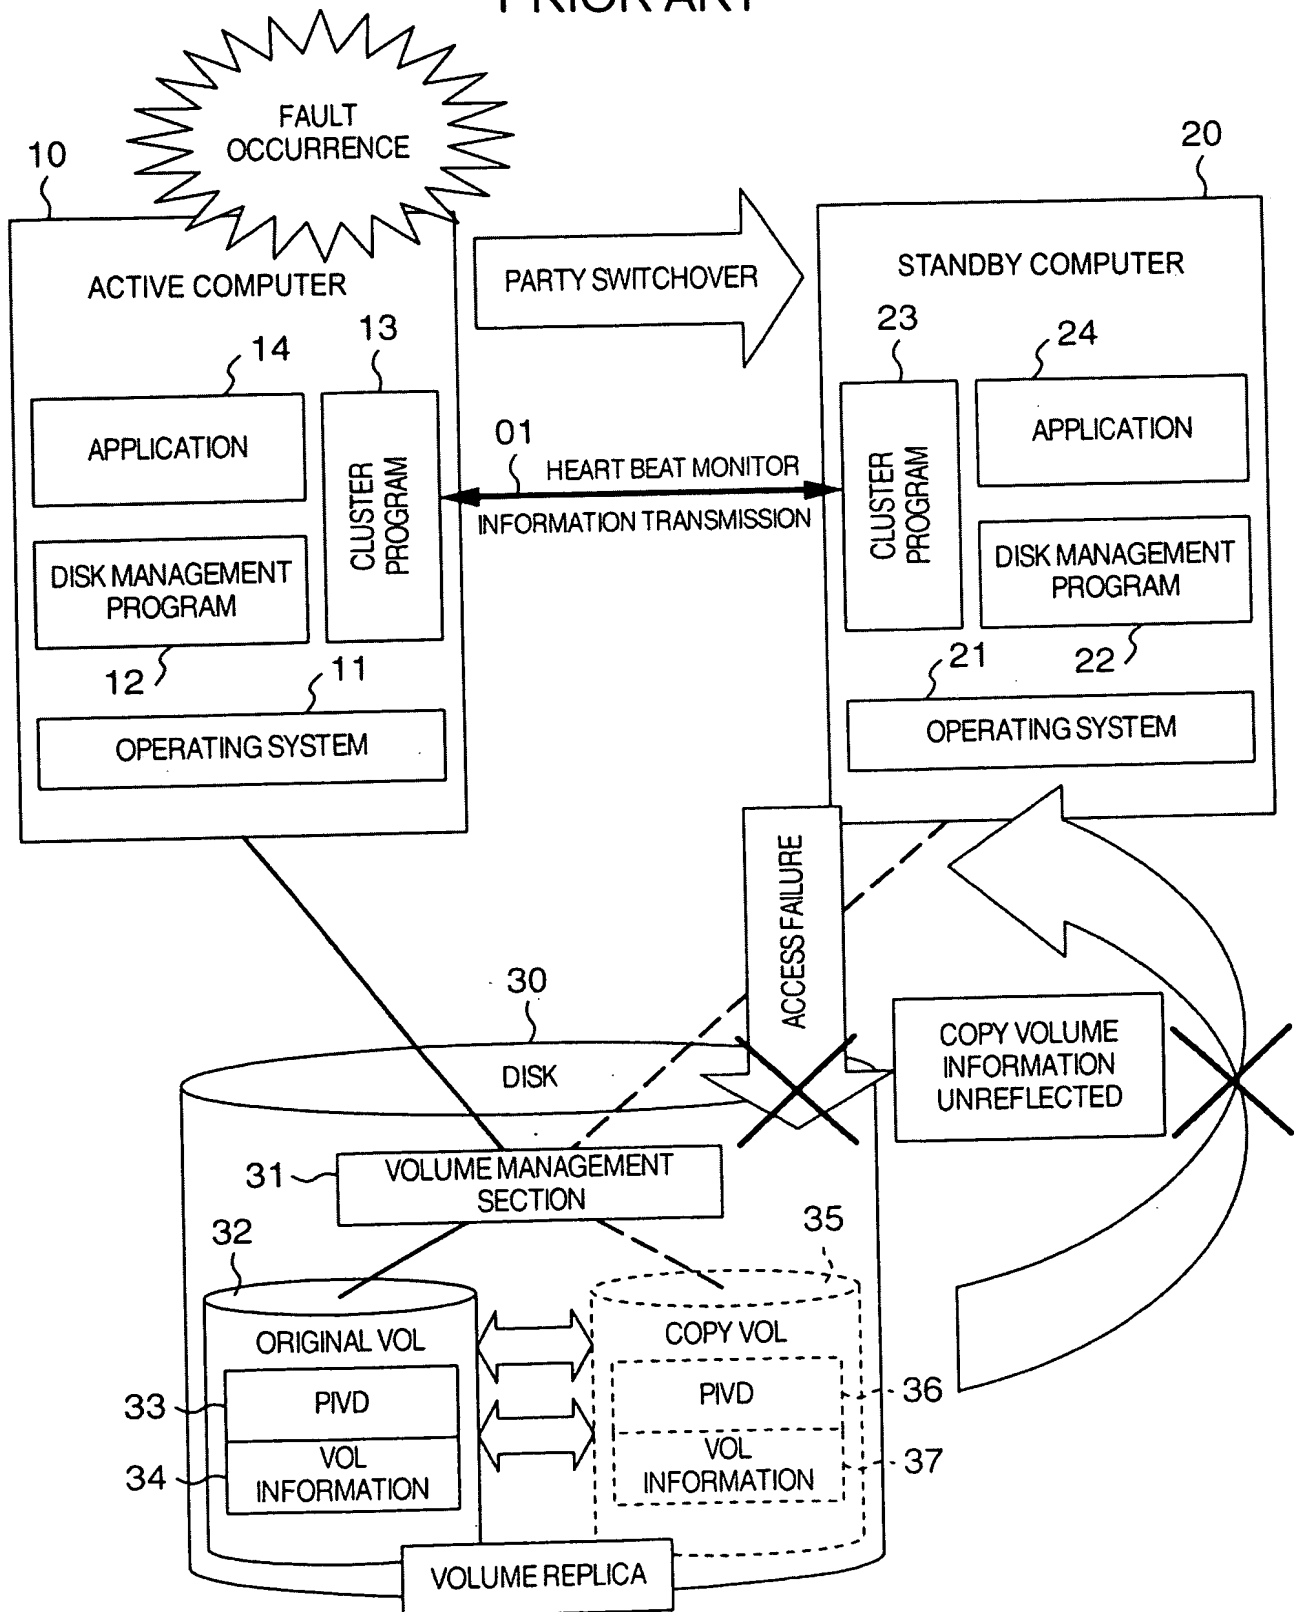 PRIOR ART
FAULT
OCCURRENCE
10
20
ACTIVE COMPUTER
PARTY SWITCHOVER
STANDBY COMPUTER
14
13
23
24
APPLICATION
CLUSTER
PROGRAM
01
HEART BEAT MONITOR
INFORMATION TRANSMISSION
CLUSTER
PROGRAM
APPLICATION
DISK MANAGEMENT
PROGRAM
DISK MANAGEMENT
PROGRAM
12
11
21
22
OPERATING SYSTEM
OPERATING SYSTEM
ACCESS FAILURE
30
DISK
COPY VOLUME
INFORMATION
UNREFLECTED
31
VOLUME MANAGEMENT
SECTION
32
35
ORIGINAL VOL
COPY VOL
33
PIVD
PIVD
36
34
VOL
INFORMATION
VOL
INFORMATION
37
VOLUME REPLICA